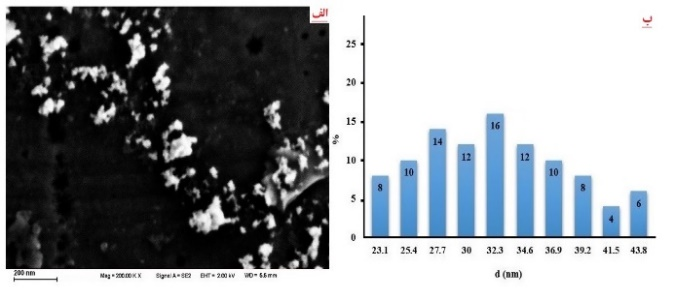 الف
200 nm
Mag = 200.00 K X Signal A = SE2 EHT = 2.00 kV WD = 5.5 mm
ب
25
20
15
10
5
0
%
8 10 14 12 16 12 10 8 4 6
23.1 25.4 27.7 30 32.3 34.6 36.9 39.2 41.5 43.8
d (nm)